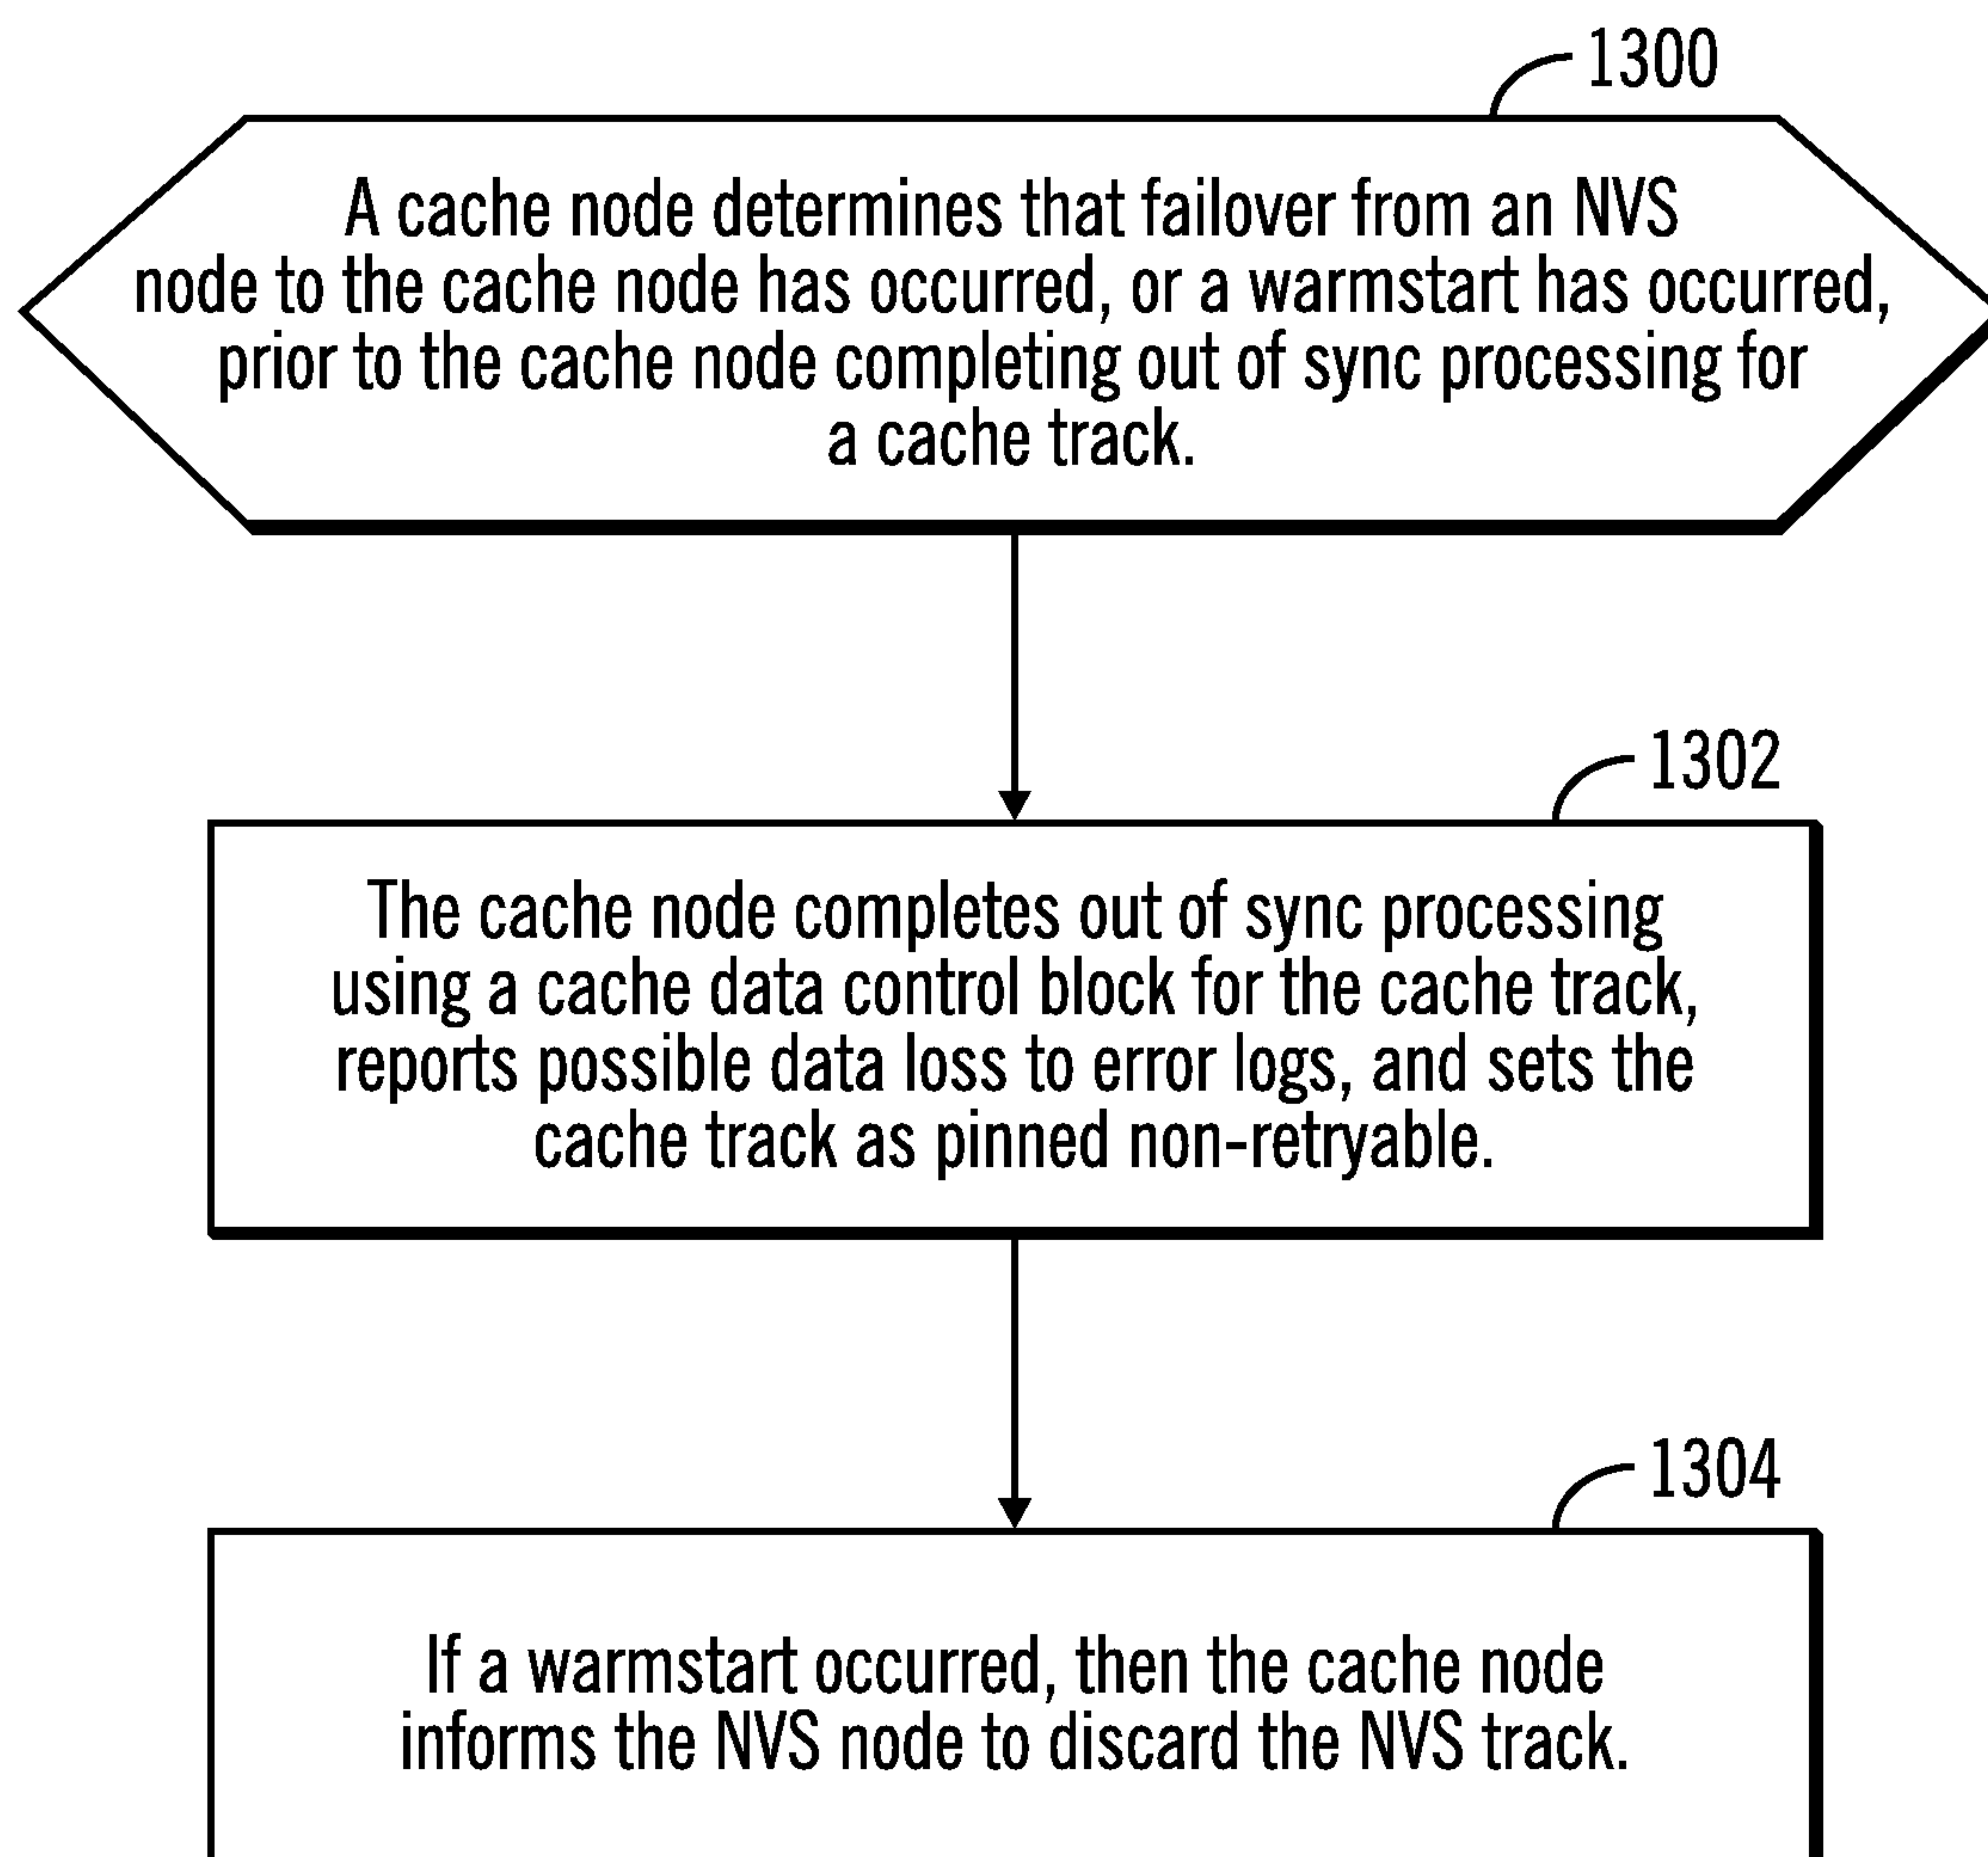 1300
A cache node determines that failover from an NVS
node to the cache node has occurred, or a warmstart has occurred,
prior to the cache node completing out of sync processing for
a cache track.
1302
The cache node completes out of sync processing
using a cache data control block for the cache track,
reports possible data loss to error logs, and sets the
cache track as pinned non-retryable.
1304
If a warmstart occurred, then the cache node
informs the NVS node to discard the NVS track.